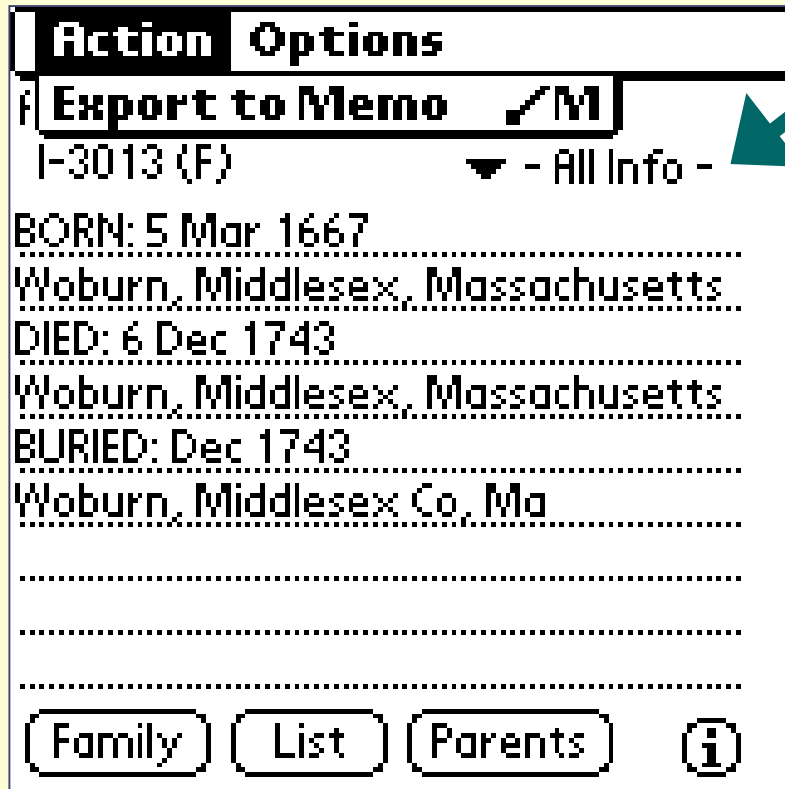 Action Options
Export to Memo ✓M
I-3013 (F) - All Info -
BORN: 5 Mar 1667
Woburn, Middlesex, Massachusetts
DIED: 6 Dec 1743
Woburn, Middlesex, Massachusetts
BURIED: Dec 1743
Woburn, Middlesex Co, Ma
Family List Parents i